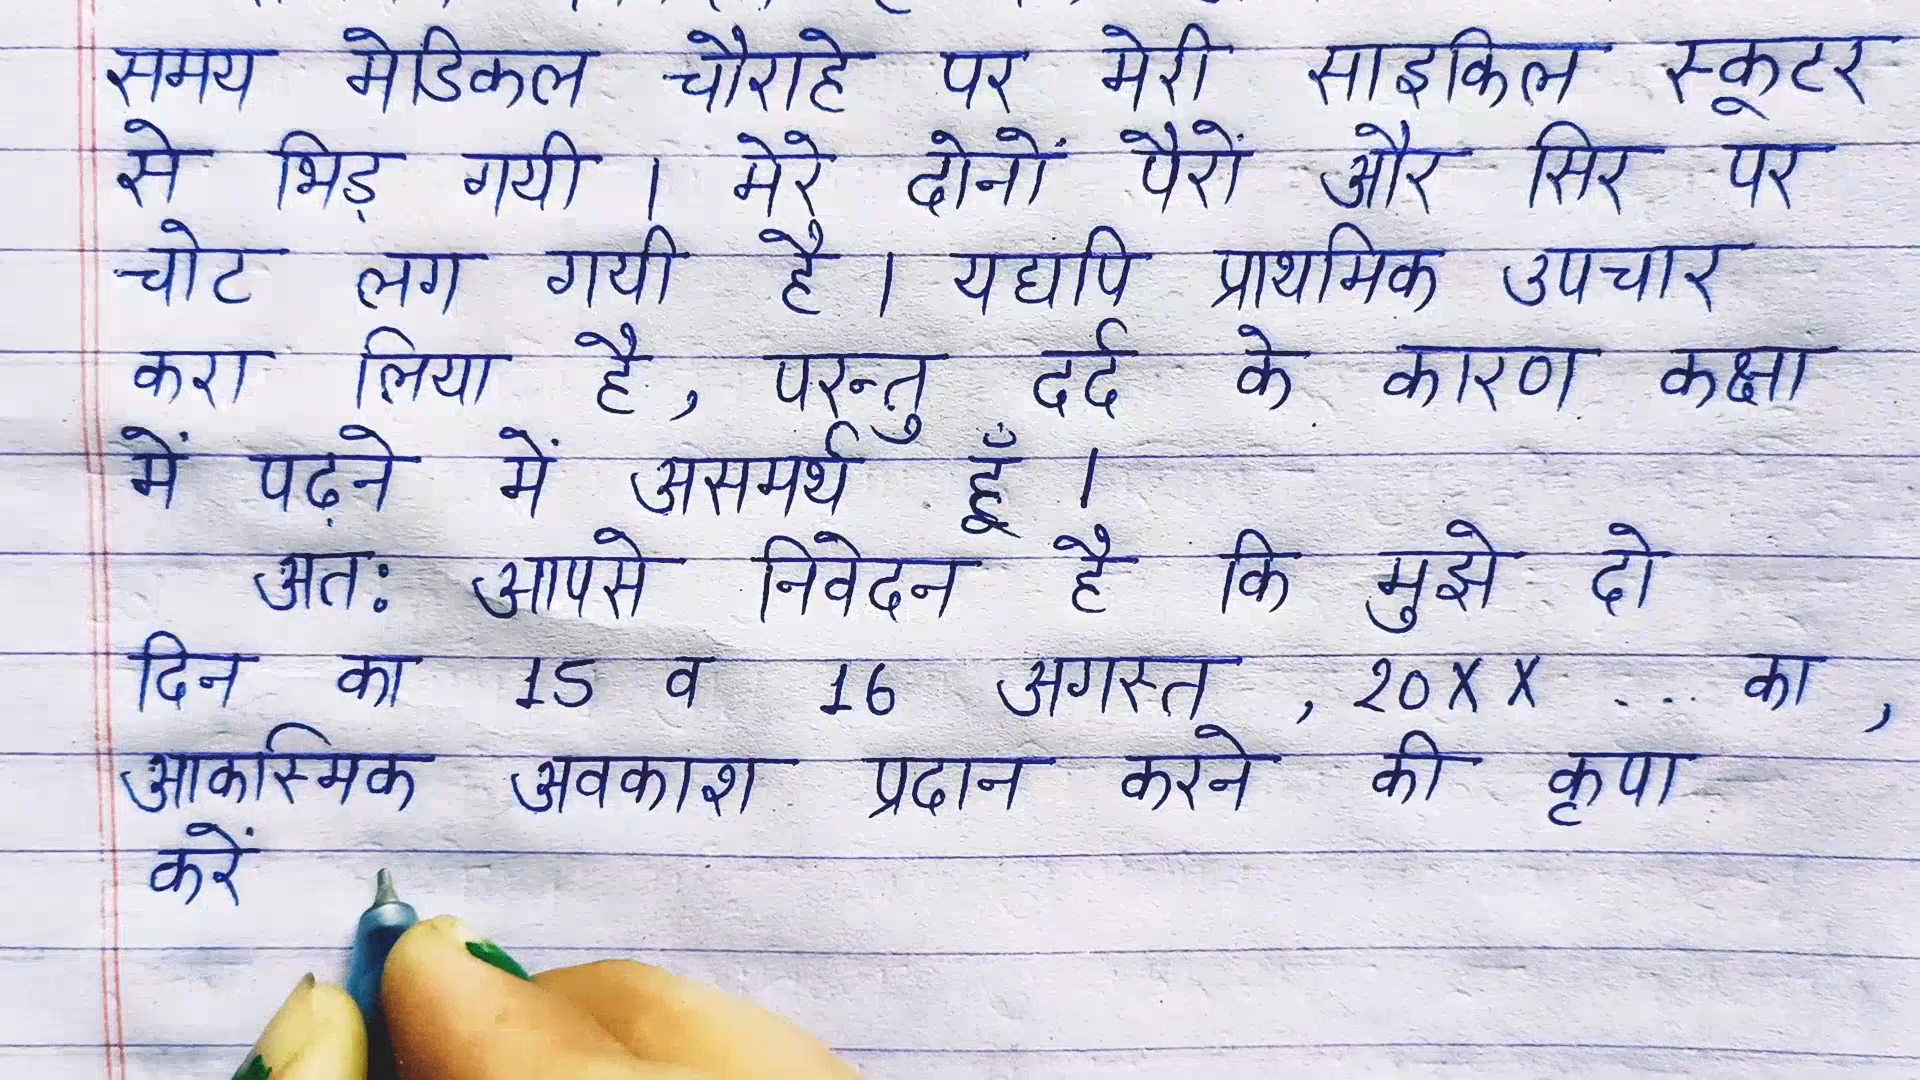 समय मेडिकल चौराहे पर मेरी साइकिल स्कूटर
से भिड़ गयी । मेरे दोनों पैरों और सिर पर
चोट लग गयी है । यद्यपि प्राथमिक उपचार
करा लिया है, परन्तु दर्द के कारण कक्षा
में पढ़ने में असमर्थ हूँ ।
अत: आपसे निवेदन है कि मुझे दो
दिन का 15 व 16 अगस्त , 20XX ... का ,
आकस्मिक अवकाश प्रदान करने की कृपा
करें